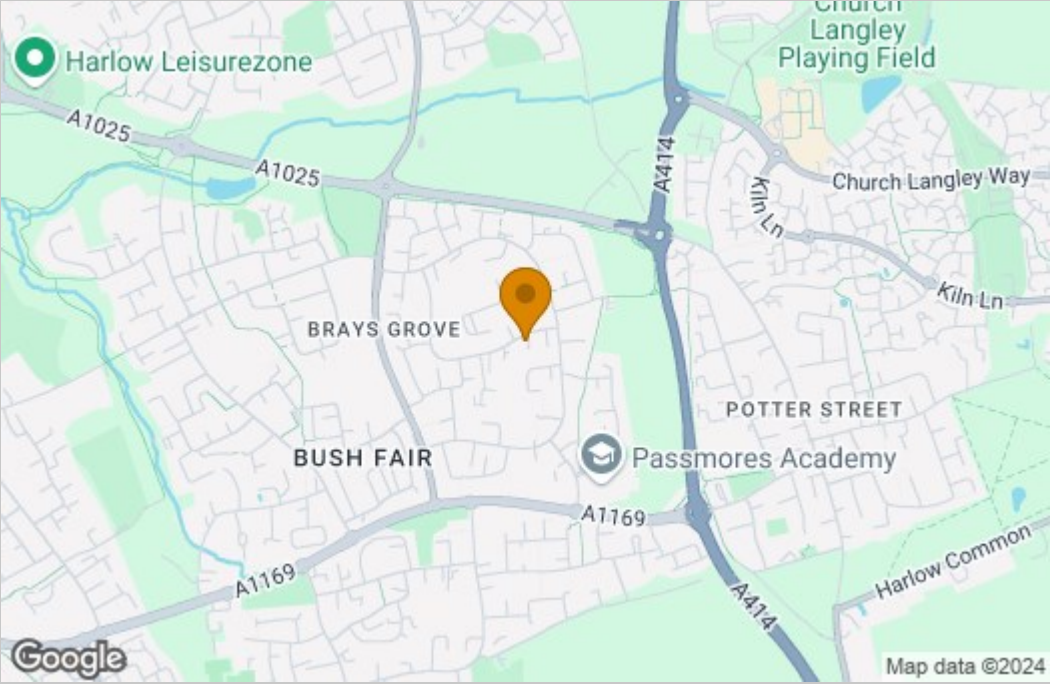 Church
Langley
Playing Field
Harlow Leisurezone
A1025
A1025
A414
Church Langley Way
Kiln Ln
Kiln Ln
BRAYS GROVE
POTTER STREET
BUSH FAIR
Passmores Academy
A1169
A1169
Harlow Common
A414
Google
Map data ©2024